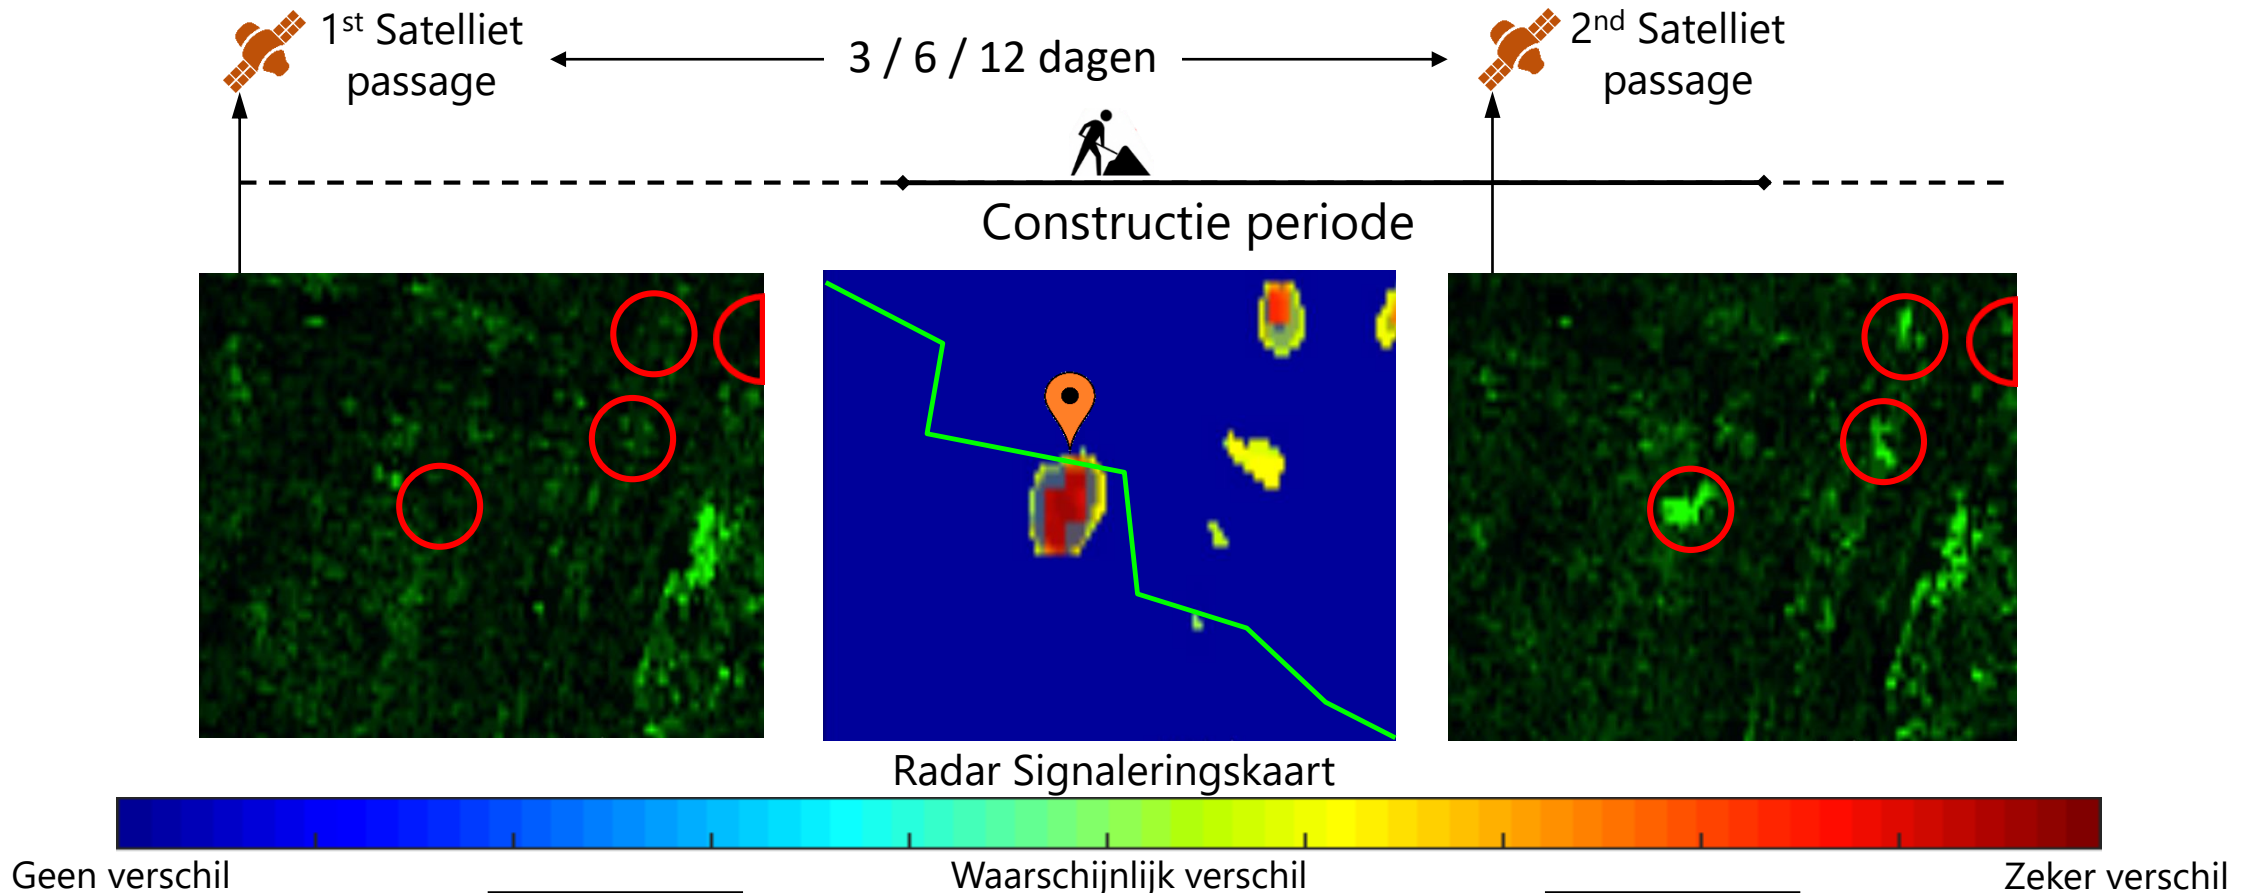 1st Satelliet
passage
3 / 6 / 12 dagen
2nd Satelliet
passage
Constructie periode
Radar Signaleringskaart
Geen verschil
Waarschijnlijk verschil
Zeker verschil